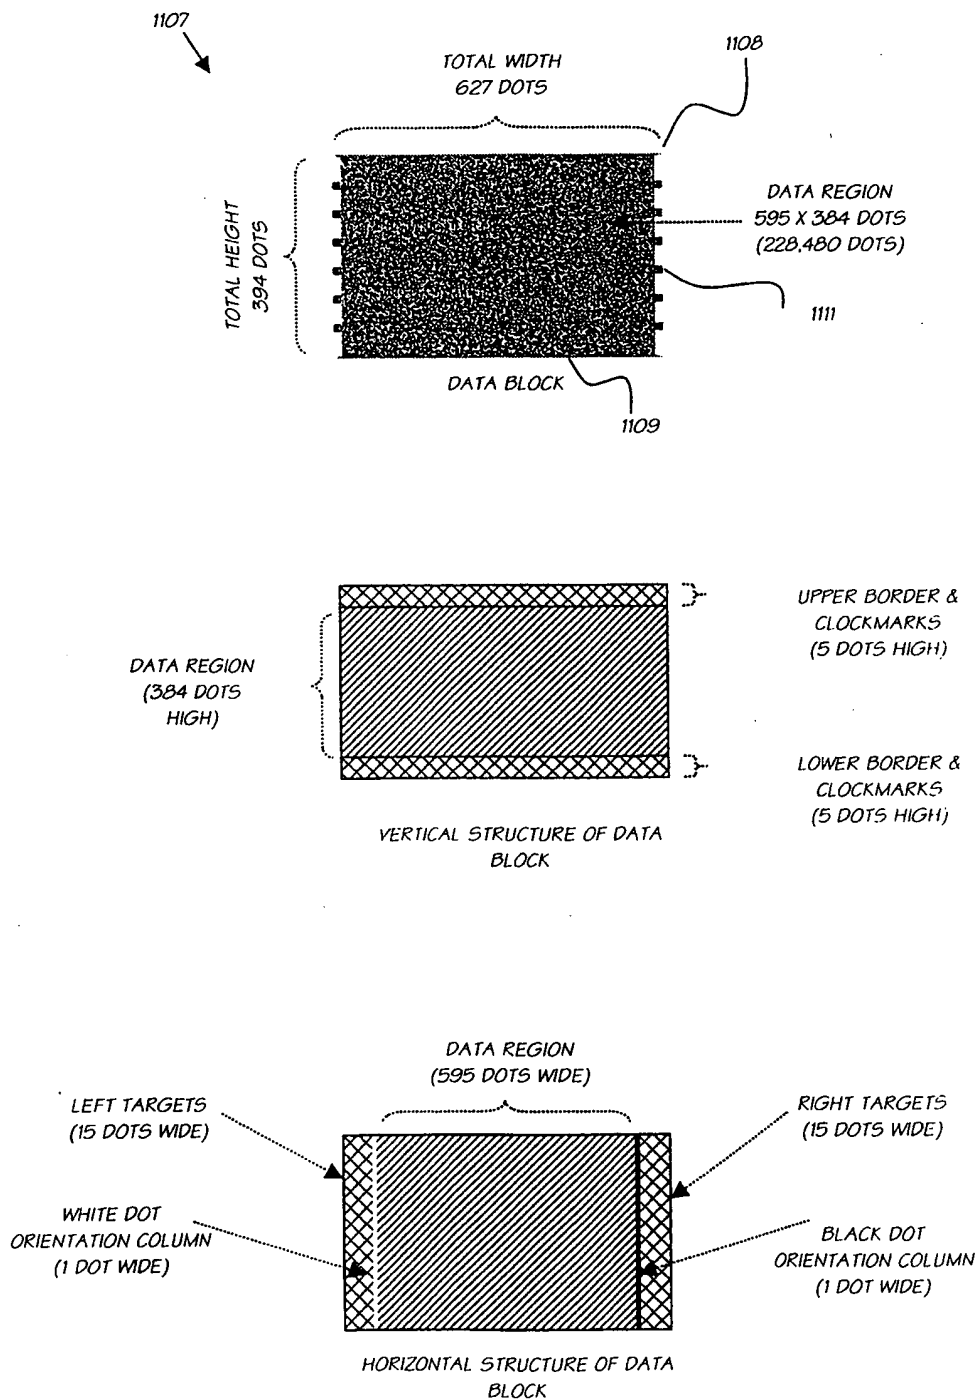 1107
TOTAL WIDTH
627 DOTS
1108
TOTAL HEIGHT
394 DOTS
DATA REGION
595 X 384 DOTS
(228,480 DOTS)
1111
DATA BLOCK
1109
UPPER BORDER &
CLOCKMARKS
(5 DOTS HIGH)
DATA REGION
(384 DOTS
HIGH)
LOWER BORDER &
CLOCKMARKS
(5 DOTS HIGH)
VERTICAL STRUCTURE OF DATA
BLOCK
DATA REGION
(595 DOTS WIDE)
LEFT TARGETS
(15 DOTS WIDE)
RIGHT TARGETS
(15 DOTS WIDE)
WHITE DOT
ORIENTATION COLUMN
(1 DOT WIDE)
BLACK DOT
ORIENTATION COLUMN
(1 DOT WIDE)
HORIZONTAL STRUCTURE OF DATA
BLOCK